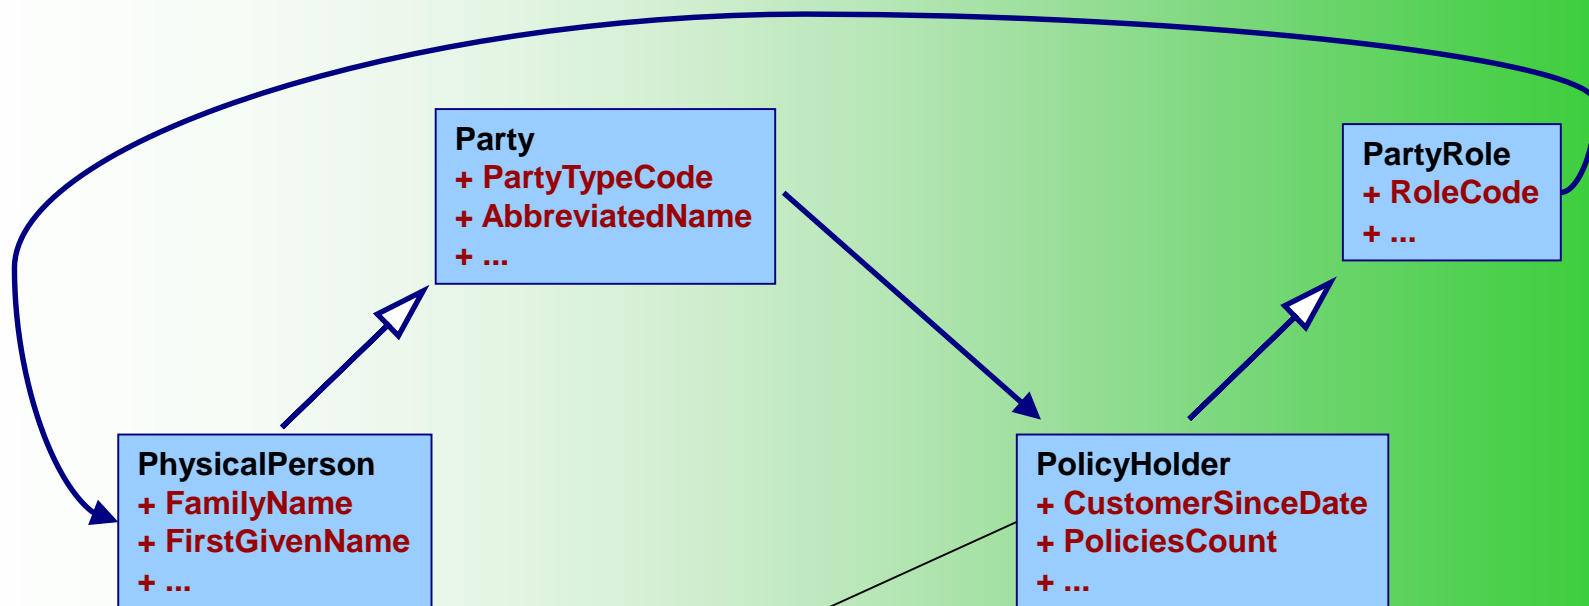 Party
+ PartyTypeCode
+ AbbreviatedName
+ ...
PartyRole
+ RoleCode
+ ...
PhysicalPerson
+ FamilyName
+ FirstGivenName
+ ...
PolicyHolder
+ CustomerSinceDate
+ PoliciesCount
+ ...